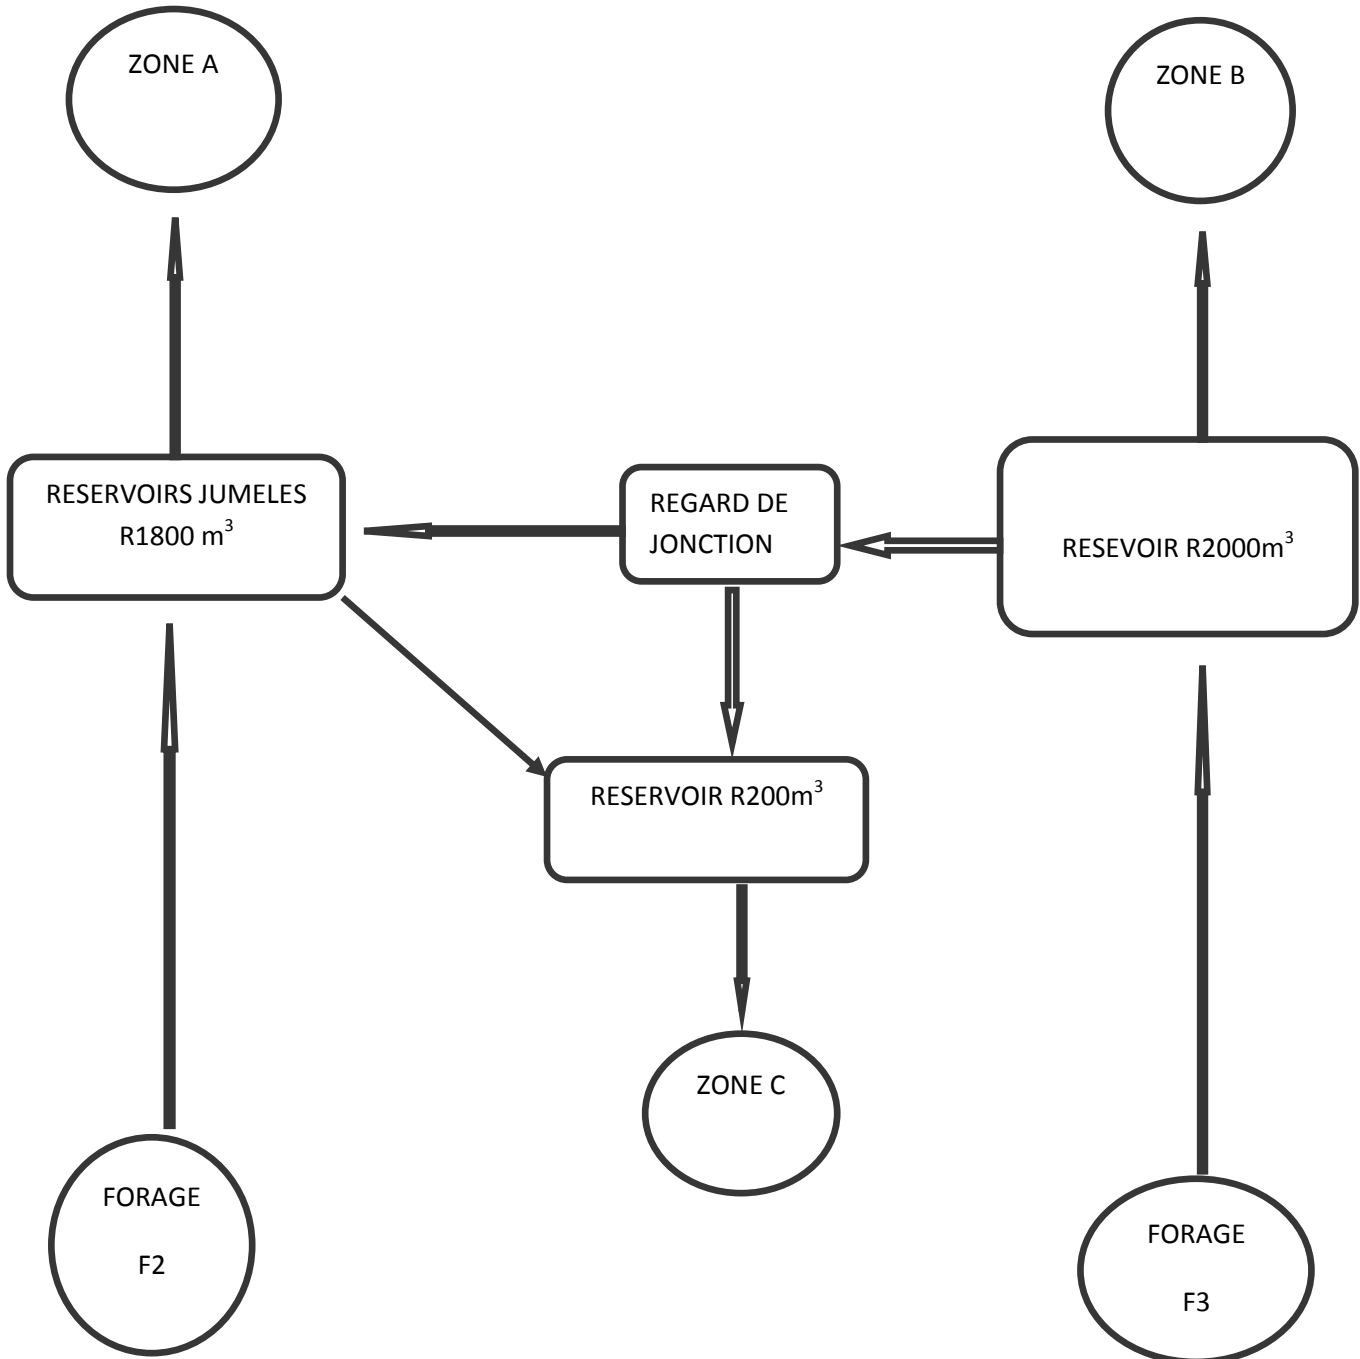 ZONE A
ZONE B
RESERVOIRS JUMELES
R1800 m³
REGARD DE
JONCTION
RESEVOIR R2000m³
RESERVOIR R200m³
ZONE C
FORAGE
F2
FORAGE
F3